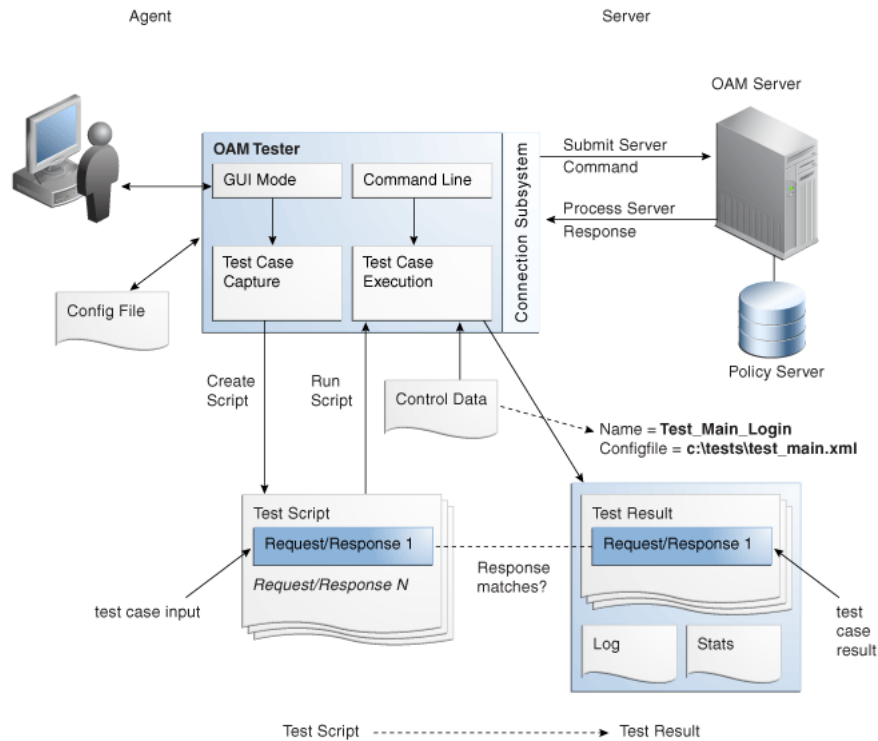 Agent
Server
OAM Server
OAM Tester
GUI Mode
Command Line
Connection Subsystem
Submit Server
Command
Process Server
Response
Test Case
Capture
Test Case
Execution
Config File
Policy Server
Create
Script
Run
Script
Control Data
Name = Test_Main_Login
Configfile = c:\tests\test_main.xml
Test Script
Request/Response 1
Request/Response N
Test Result
Request/Response 1
Response
matches?
test case input
test
case
result
Log
Stats
Test Script
Test Result